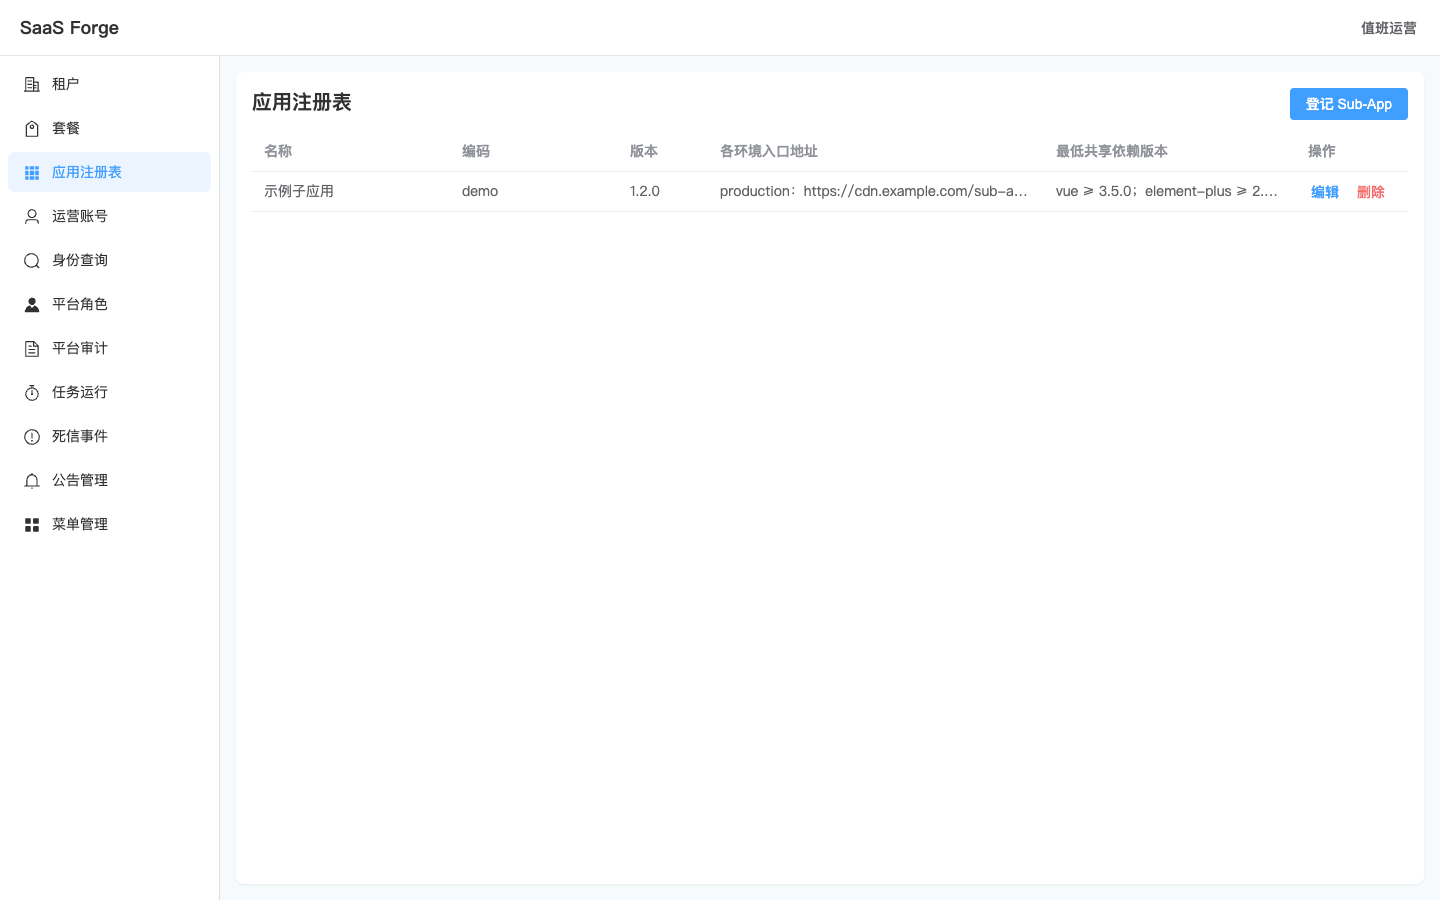 SaaS Forge
值班运营
租户
套餐
应用注册表
运营账号
身份查询
平台角色
平台审计
任务运行
死信事件
公告管理
菜单管理
应用注册表
登记 Sub-App
名称 编码 版本 各环境入口地址 最低共享依赖版本 操作
示例子应用 demo 1.2.0 production：https://cdn.example.com/sub-a... vue ≥ 3.5.0；element-plus ≥ 2.... 编辑 删除